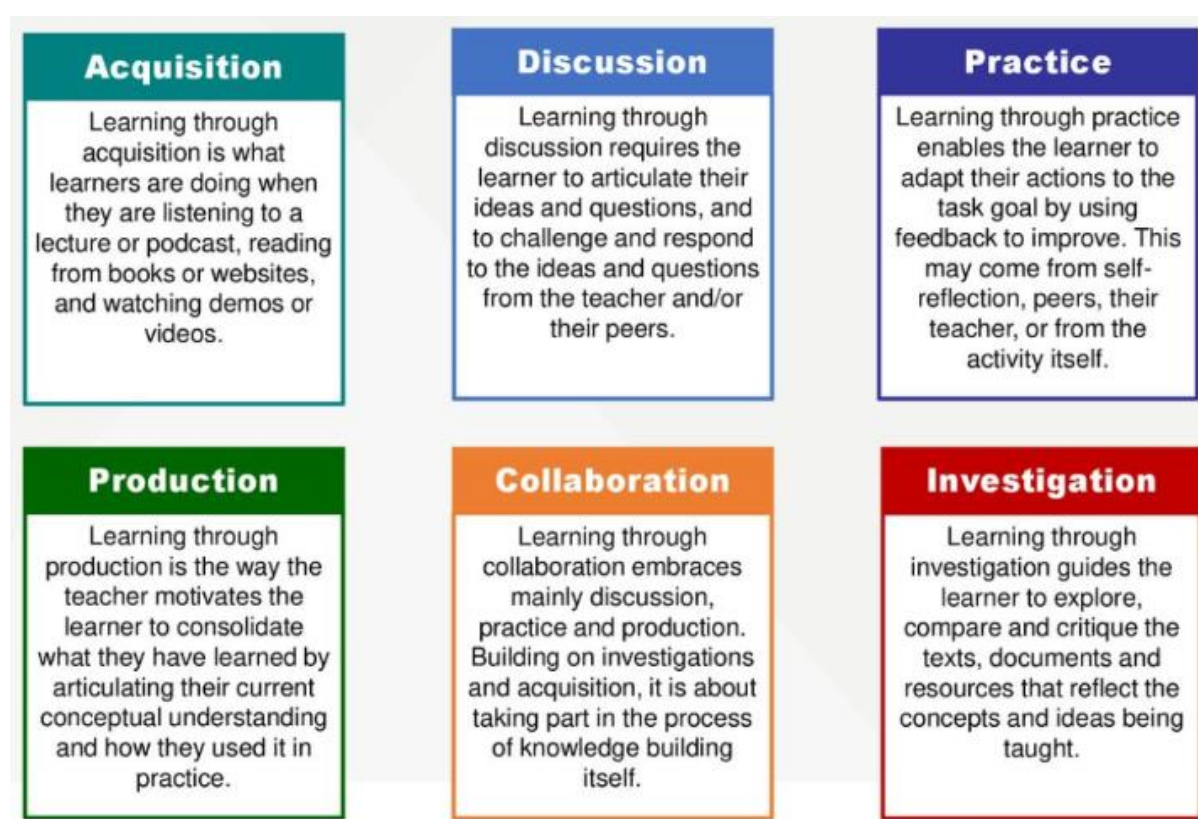 Acquisition
Learning through
acquisition is what
learners are doing when
they are listening to a
lecture or podcast, reading
from books or websites,
and watching demos or
videos.
Discussion
Learning through
discussion requires the
learner to articulate their
ideas and questions, and
to challenge and respond
to the ideas and questions
from the teacher and/or
their peers.
Practice
Learning through practice
enables the learner to
adapt their actions to the
task goal by using
feedback to improve. This
may come from self-
reflection, peers, their
teacher, or from the
activity itself.
Production
Learning through
production is the way the
teacher motivates the
learner to consolidate
what they have learned by
articulating their current
conceptual understanding
and how they used it in
practice.
Collaboration
Learning through
collaboration embraces
mainly discussion,
practice and production.
Building on investigations
and acquisition, it is about
taking part in the process
of knowledge building
itself.
Investigation
Learning through
investigation guides the
learner to explore,
compare and critique the
texts, documents and
resources that reflect the
concepts and ideas being
taught.